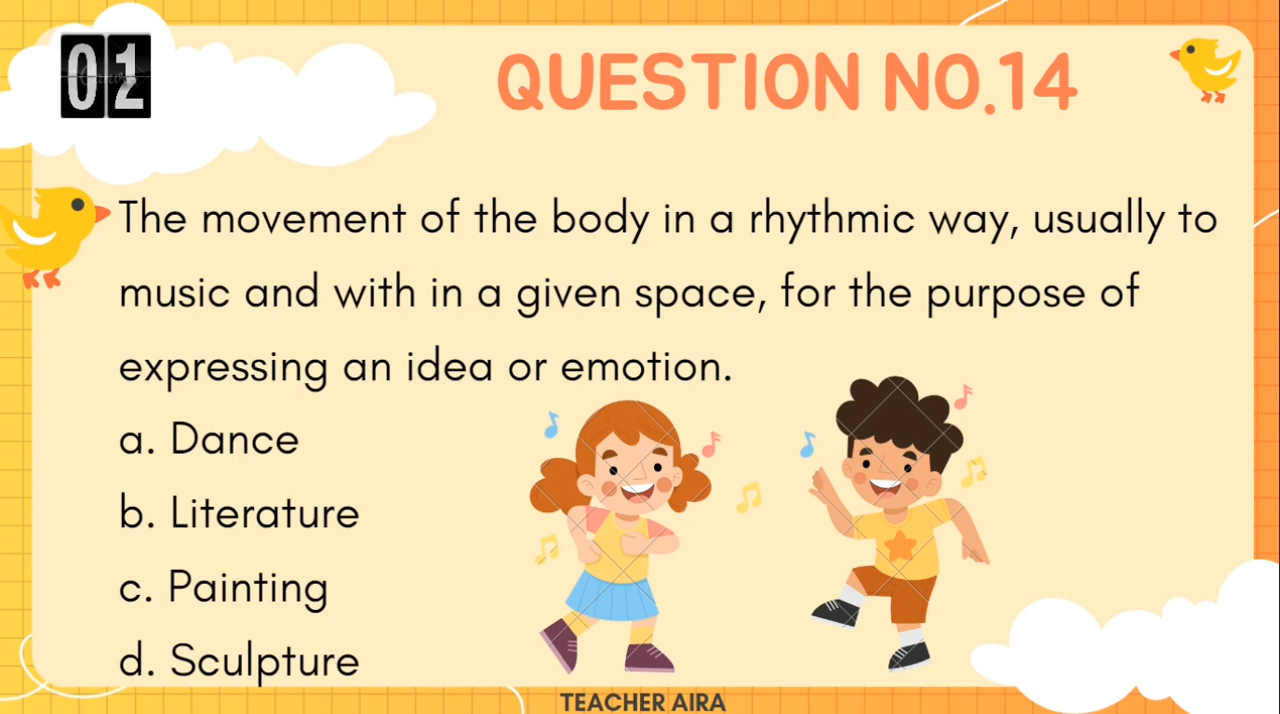 01
QUESTION NO.14
The movement of the body in a rhythmic way, usually to
music and with in a given space, for the purpose of
expressing an idea or emotion.
a. Dance
b. Literature
c. Painting
d. Sculpture
TEACHER AIRA